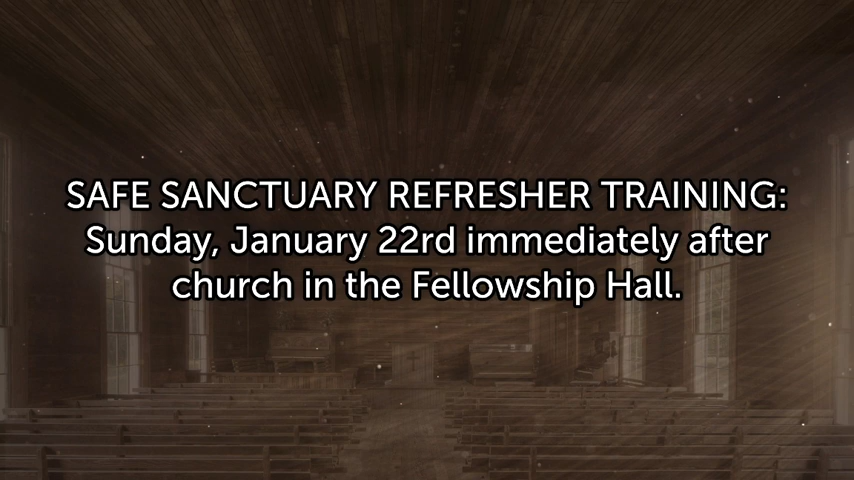 SAFE SANCTUARY REFRESHER TRAINING:
Sunday, January 22rd immediately after
church in the Fellowship Hall.